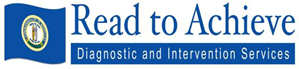 Read to Achieve
Diagnostic and Intervention Services